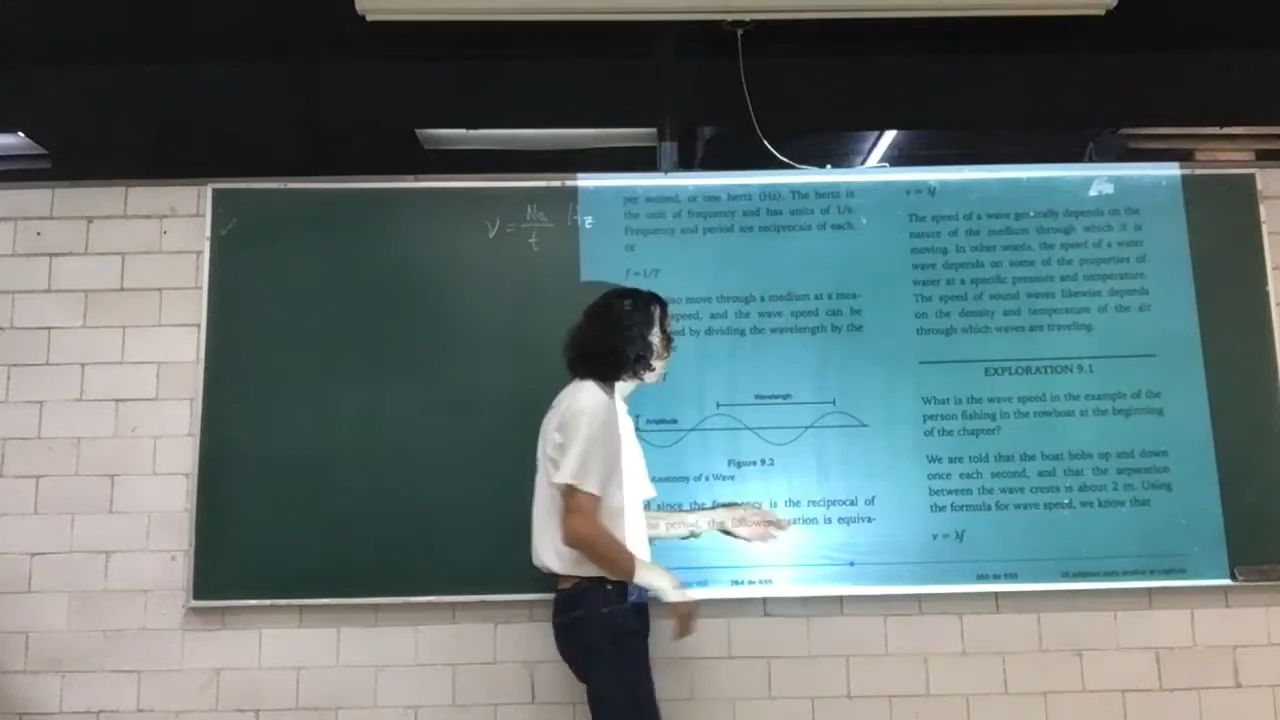 ν = No/t Hz
per second, or one hertz (Hz). The hertz is
the unit of frequency and has units of 1/s.
Frequency and period are reciprocals of each,
or
f = 1/T
so move through a medium at a mea-
speed, and the wave speed can be
ed by dividing the wavelength by the
T
Wavelength
Amplitude
Figure 9.2
Anatomy of a Wave
since the frequency is the reciprocal of
period, the following equation is equiva-
264 de 655
v = λf
The speed of a wave generally depends on the
nature of the medium through which it is
moving. In other words, the speed of a water
wave depends on some of the properties of
water at a specific pressure and temperature.
The speed of sound waves likewise depends
on the density and temperature of the air
through which waves are traveling.
EXPLORATION 9.1
What is the wave speed in the example of the
person fishing in the rowboat at the beginning
of the chapter?
We are told that the boat bobs up and down
once each second, and that the separation
between the wave crests is about 2 m. Using
the formula for wave speed, we know that
v = λf